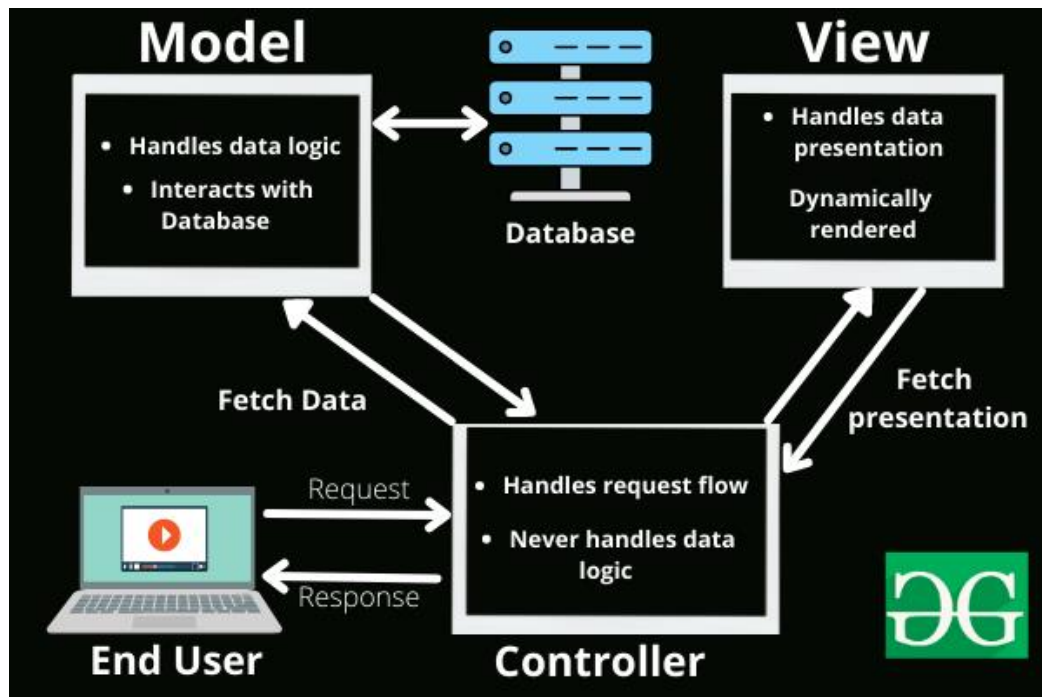 Model
View
• Handles data logic
• Interacts with
Database
Database
• Handles data
presentation
Dynamically
rendered
Fetch Data
Fetch
presentation
Request
Response
• Handles request flow
• Never handles data
logic
End User
Controller